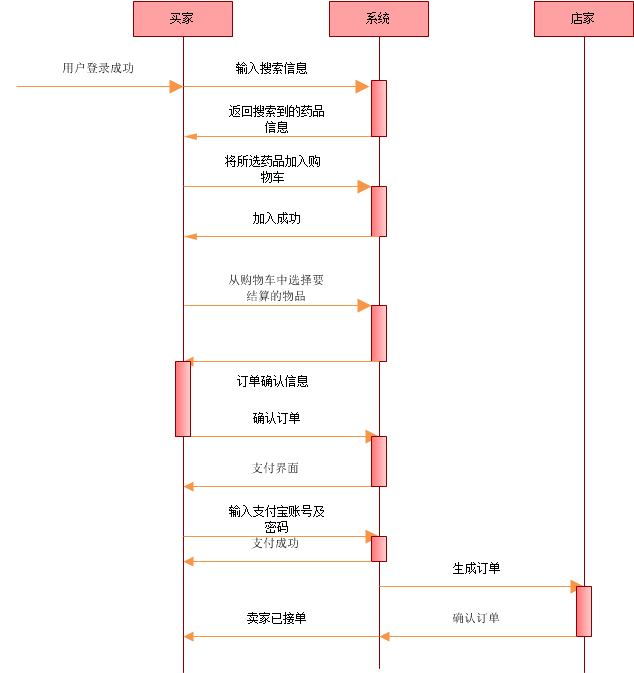 买家
系统
店家
用户登录成功
输入搜索信息
返回搜索到的药品
信息
将所选药品加入购
物车
加入成功
从购物车中选择要
结算的物品
订单确认信息
确认订单
支付界面
输入支付宝账号及
密码
支付成功
生成订单
卖家已接单
确认订单